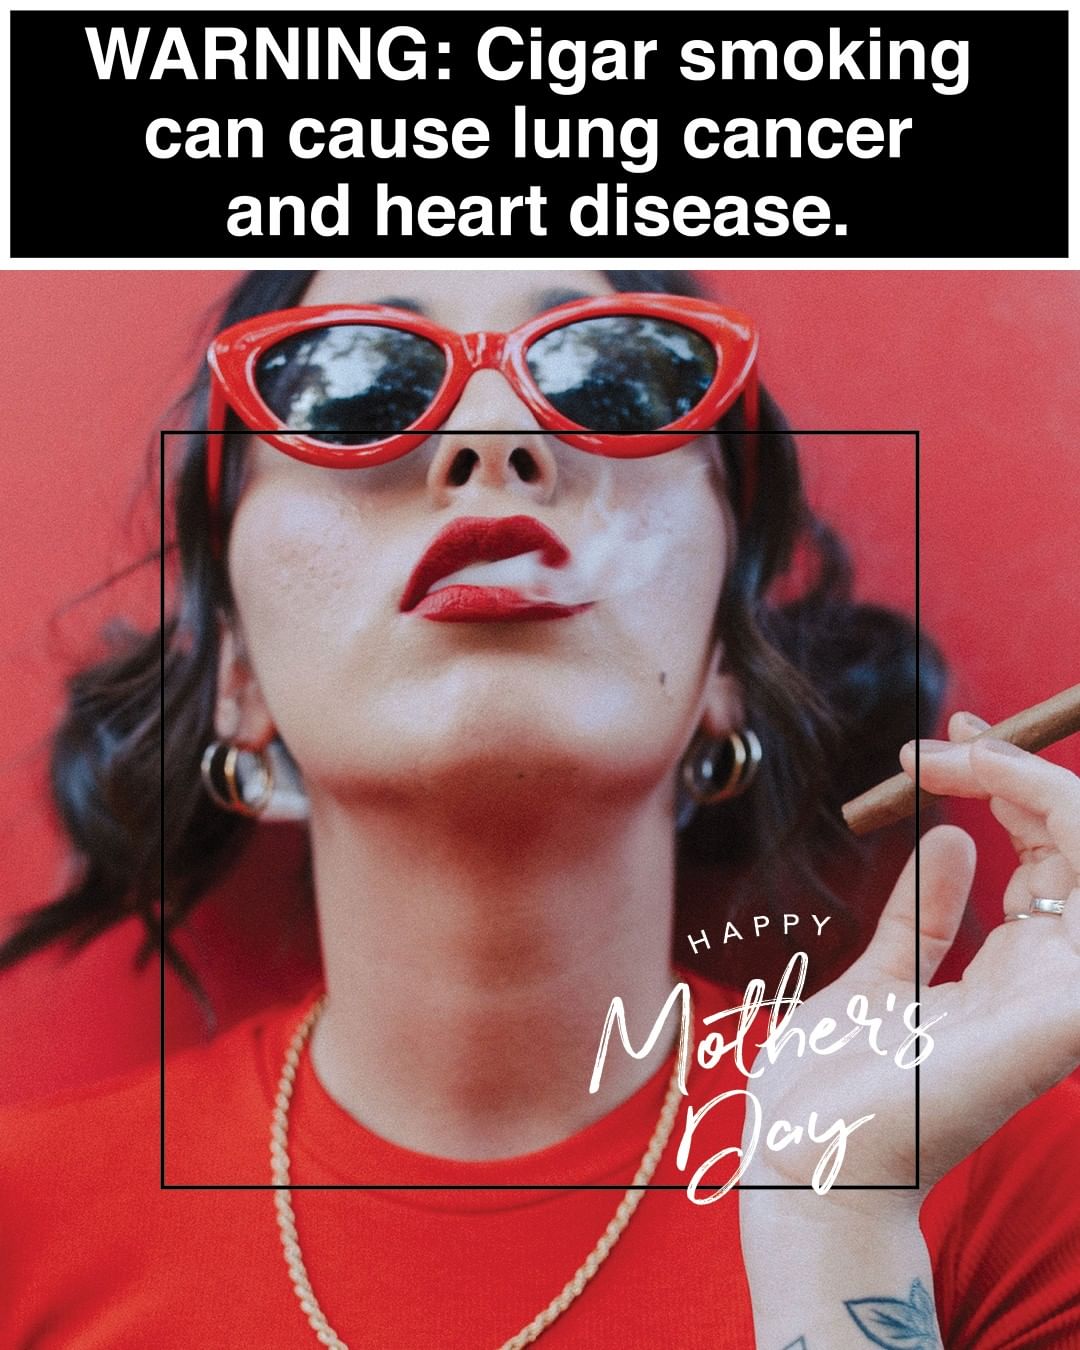 WARNING: Cigar smoking
can cause lung cancer
and heart disease.
HAPPY
Mother's
Day